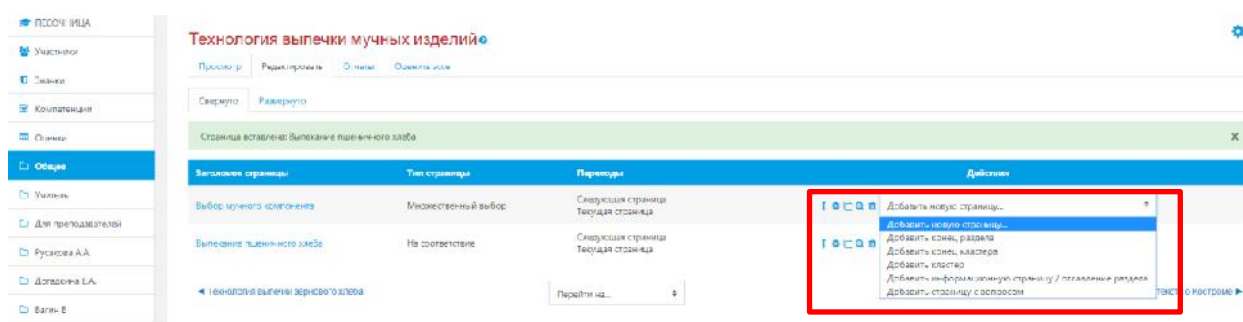 ПЕСОЧНИЦА
Участники
Значки
Компетенции
Оценки
Общее
Учитель
Для преподавателей
Русакова А.А.
Вагин В
Технология выпечки мучных изделий
Просмотр Редактировать Отчеты Оценить эссе
Свернуто Развернуто
Страница вставлена: Выпекание пшеничного хлеба x
Заголовок страницы Тип страницы Переходы Действия
Выбор мучного компонента Множественный выбор Следующая страница
Текущая страница
Добавить новую страницу...
Добавить новую страницу...
Добавить конец раздела
Добавить конец кластера
Добавить кластер
Добавить информационную страницу / оглавление раздела
Добавить страницу с вопросом
Выпекание пшеничного хлеба На соответствие Следующая страница
Текущая страница
◄ Технология выпечки зернового хлеба
Перейти на...
текст о Костроме ►